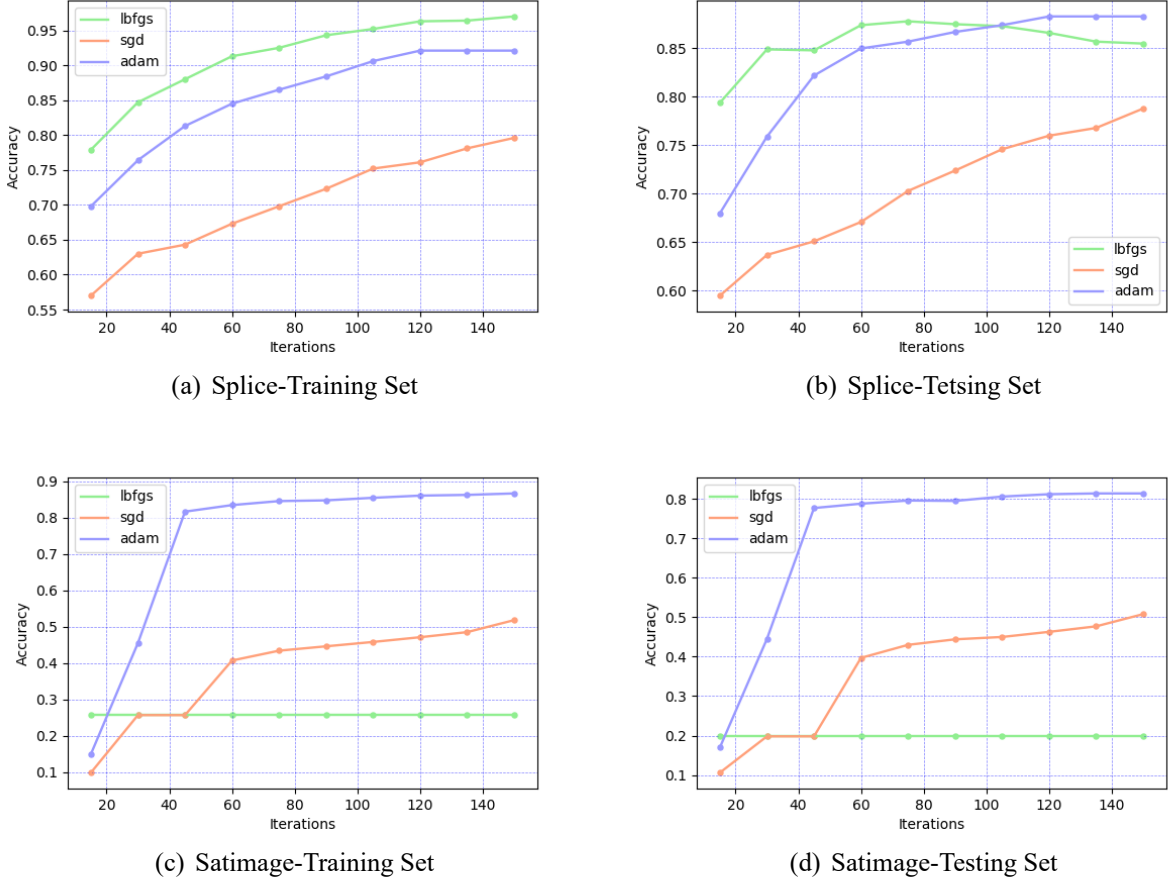 0.95
0.90
0.85
0.80
0.75
0.70
0.65
0.60
0.55
Accuracy
lbfgs
sgd
adam
20 40 60 80 100 120 140
Iterations
(a) Splice-Training Set
0.85
0.80
0.75
0.70
0.65
0.60
Accuracy
lbfgs
sgd
adam
20 40 60 80 100 120 140
Iterations
(b) Splice-Tetsing Set
0.9
0.8
0.7
0.6
0.5
0.4
0.3
0.2
0.1
Accuracy
lbfgs
sgd
adam
20 40 60 80 100 120 140
Iterations
(c) Satimage-Training Set
0.8
0.7
0.6
0.5
0.4
0.3
0.2
0.1
Accuracy
lbfgs
sgd
adam
20 40 60 80 100 120 140
Iterations
(d) Satimage-Testing Set